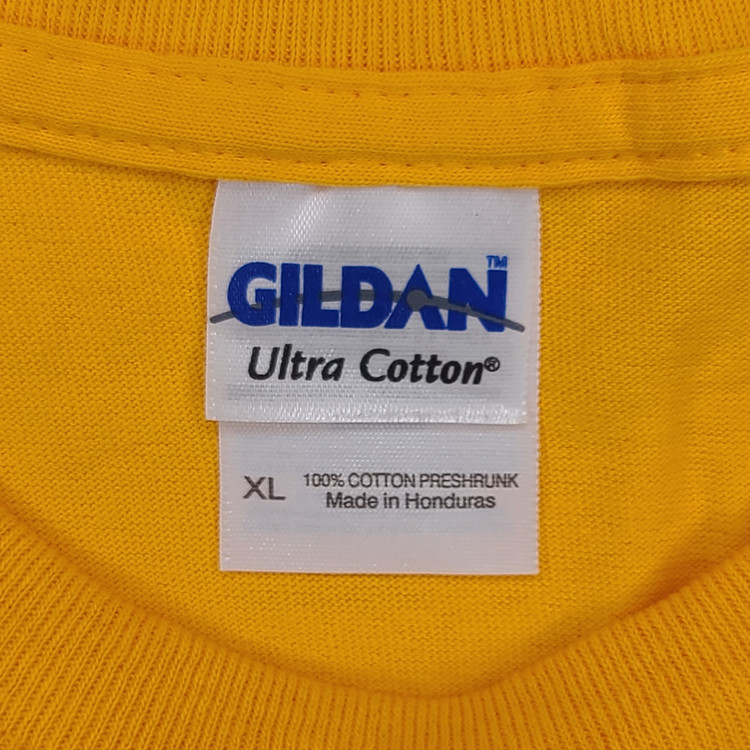 GILDAN™
Ultra Cotton®
XL 100% COTTON PRESHRUNK
Made in Honduras